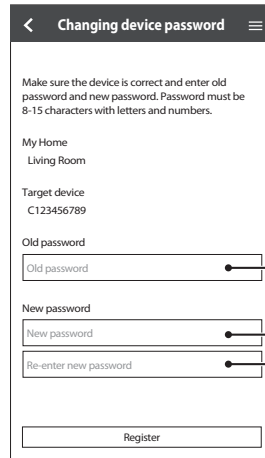 Changing device password
Make sure the device is correct and enter old
password and new password. Password must be
8-15 characters with letters and numbers.
My Home
Living Room
Target device
C123456789
Old password
Old password
New password
New password
Re-enter new password
Register